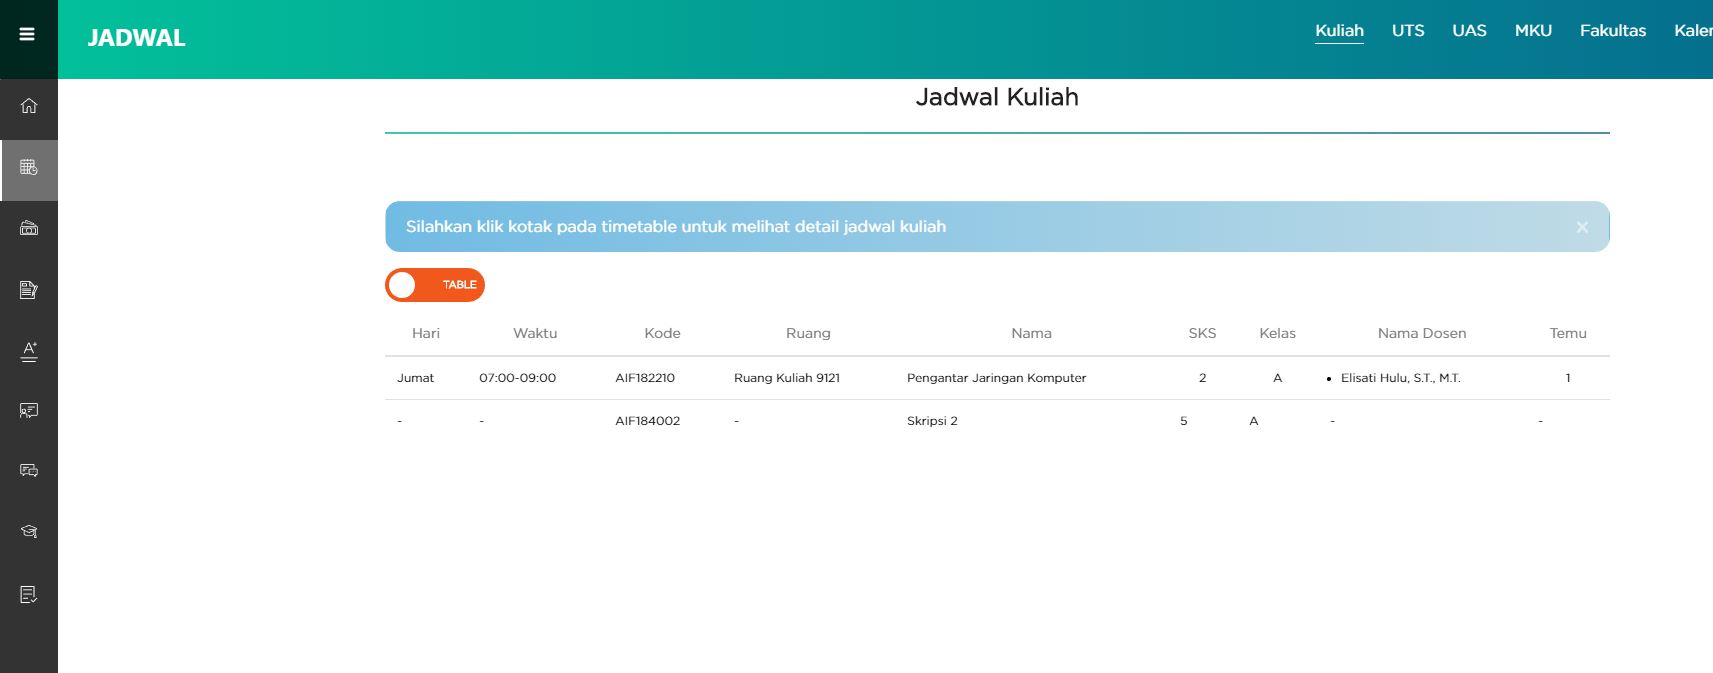 JADWAL
Kuliah UTS UAS MKU Fakultas Kaler
Jadwal Kuliah
Silahkan klik kotak pada timetable untuk melihat detail jadwal kuliah ×
TABLE
Hari Waktu Kode Ruang Nama SKS Kelas Nama Dosen Temu
Jumat 07:00-09:00 AIF182210 Ruang Kuliah 9121 Pengantar Jaringan Komputer 2 A • Elisati Hulu, S.T., M.T. 1
- - AIF184002 - Skripsi 2 5 A - -
A+